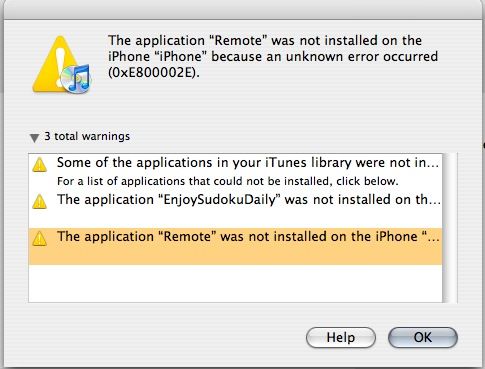 The application “Remote” was not installed on the
iPhone “iPhone” because an unknown error occurred
(0xE800002E).
3 total warnings
Some of the applications in your iTunes library were not in...
For a list of applications that could not be installed, click below.
The application “EnjoySudokuDaily” was not installed on th...
The application “Remote” was not installed on the iPhone “...
Help
OK